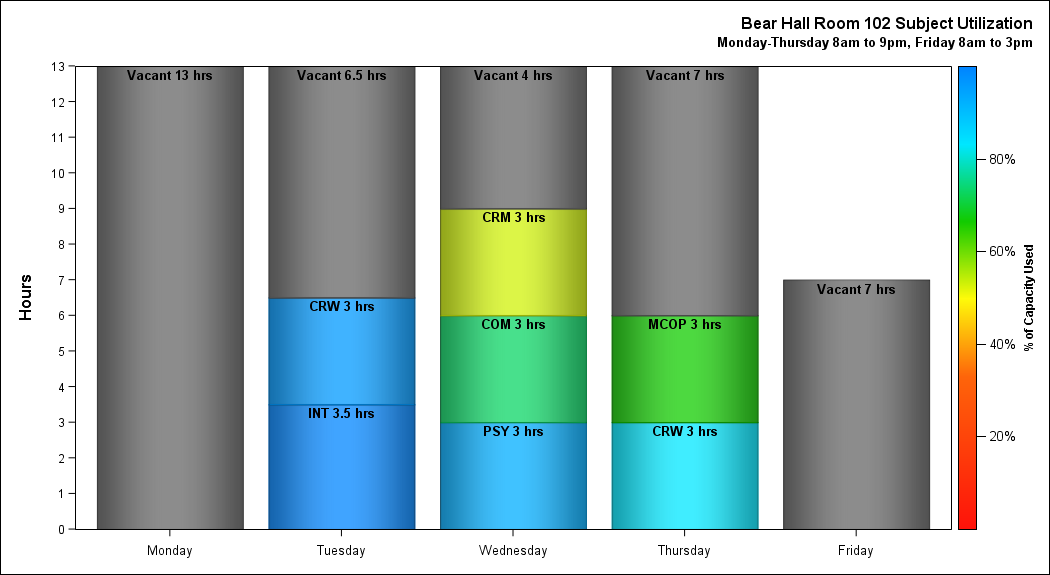 Bear Hall Room 102 Subject Utilization
Monday-Thursday 8am to 9pm, Friday 8am to 3pm
Hours
13
12
11
10
9
8
7
6
5
4
3
2
1
0
Vacant 13 hrs
Vacant 6.5 hrs
CRW 3 hrs
INT 3.5 hrs
Vacant 4 hrs
CRM 3 hrs
COM 3 hrs
PSY 3 hrs
Vacant 7 hrs
MCOP 3 hrs
CRW 3 hrs
Vacant 7 hrs
Monday
Tuesday
Wednesday
Thursday
Friday
80%
60%
40%
20%
% of Capacity Used